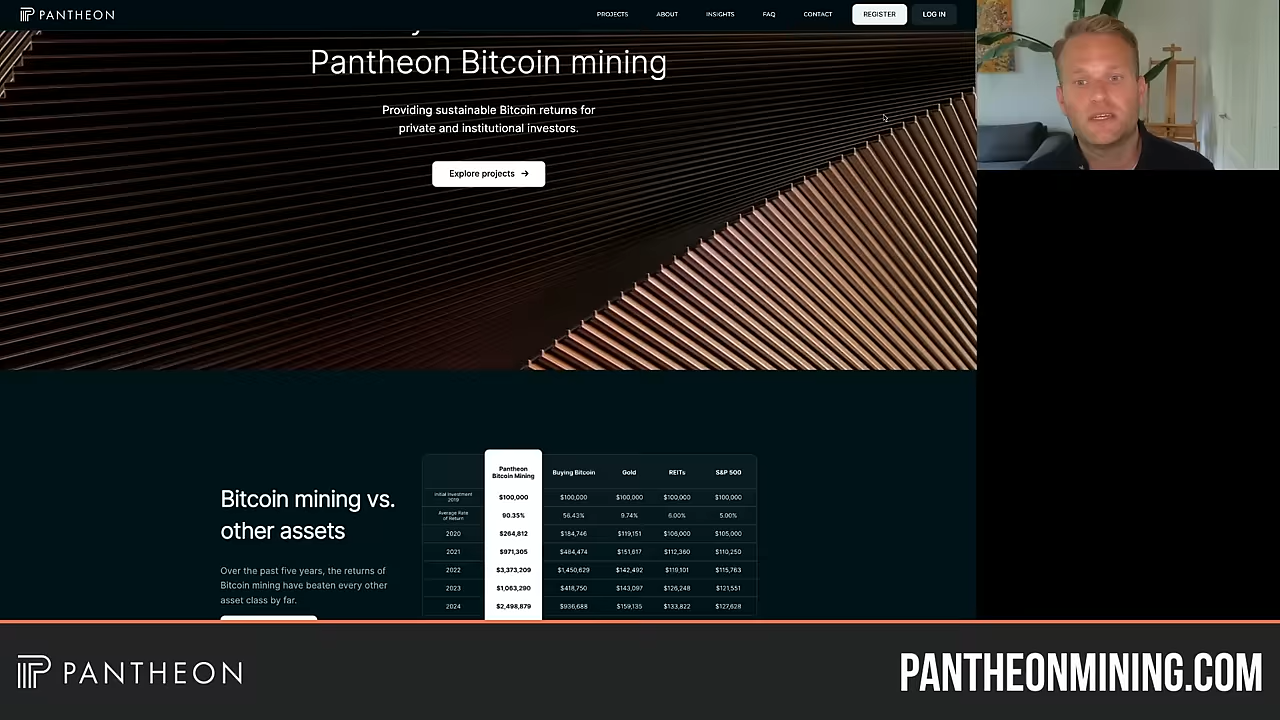 PANTHEON
PROJECTS ABOUT INSIGHTS FAQ CONTACT REGISTER LOG IN
Pantheon Bitcoin mining
Providing sustainable Bitcoin returns for
private and institutional investors.
Explore projects →
Bitcoin mining vs.
other assets
Over the past five years, the returns of
Bitcoin mining have beaten every other
asset class by far.
Pantheon
Bitcoin Mining Buying Bitcoin Gold REITs S&P 500
Initial Investment
2019 $100,000 $100,000 $100,000 $100,000 $100,000
Average Rate
of Return 90.35% 56.43% 9.74% 6.00% 5.00%
2020 $264,812 $184,746 $119,151 $106,000 $105,000
2021 $971,305 $484,474 $151,617 $112,360 $110,250
2022 $3,373,209 $1,450,629 $142,492 $119,101 $115,763
2023 $1,063,290 $418,750 $143,097 $126,248 $121,551
2024 $2,498,879 $936,688 $159,135 $133,822 $127,628
PANTHEON
PANTHEONMINING.COM